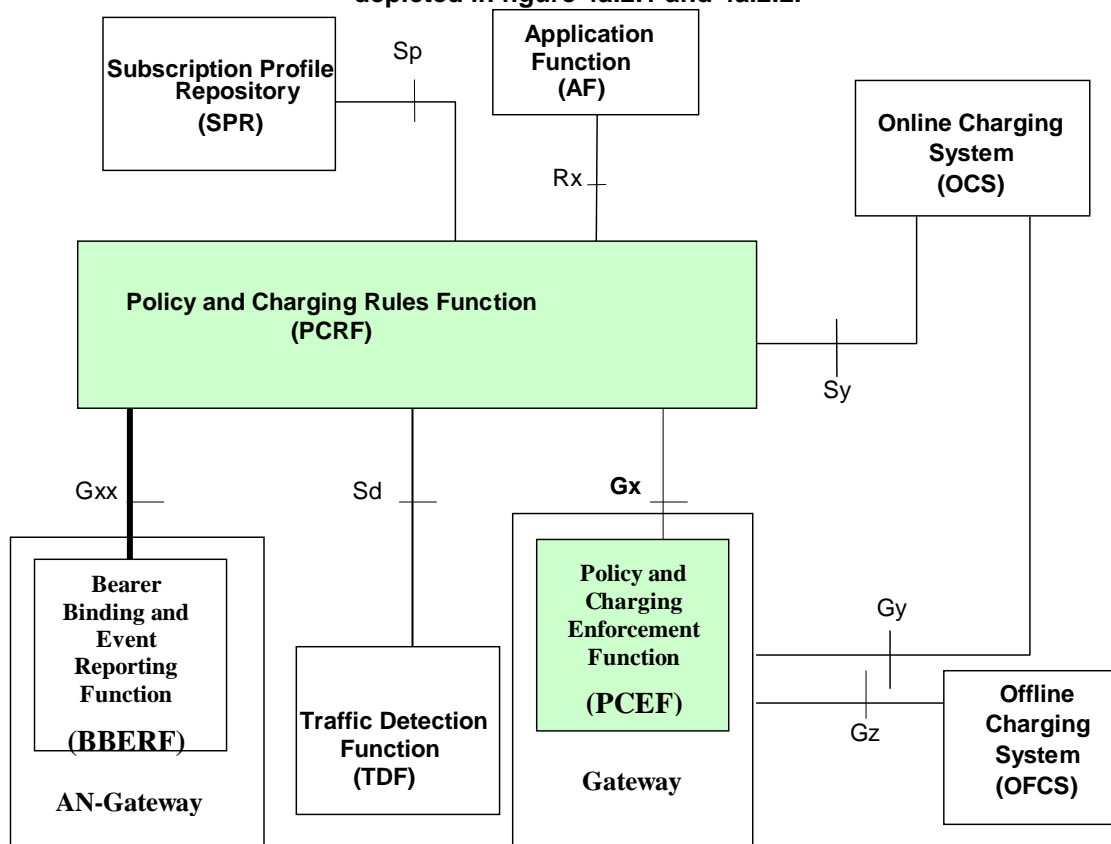 depicted in figure 4a.2.1 and 4a.2.2.
Subscription Profile
Repository
(SPR)
Sp
Application
Function
(AF)
Online Charging
System
(OCS)
Rx
Policy and Charging Rules Function
(PCRF)
Sy
Gxx
Sd
Gx
Bearer
Binding and
Event
Reporting
Function
(BBERF)
AN-Gateway
Traffic Detection
Function
(TDF)
Policy and
Charging
Enforcement
Function
(PCEF)
Gateway
Gy
Gz
Offline
Charging
System
(OFCS)